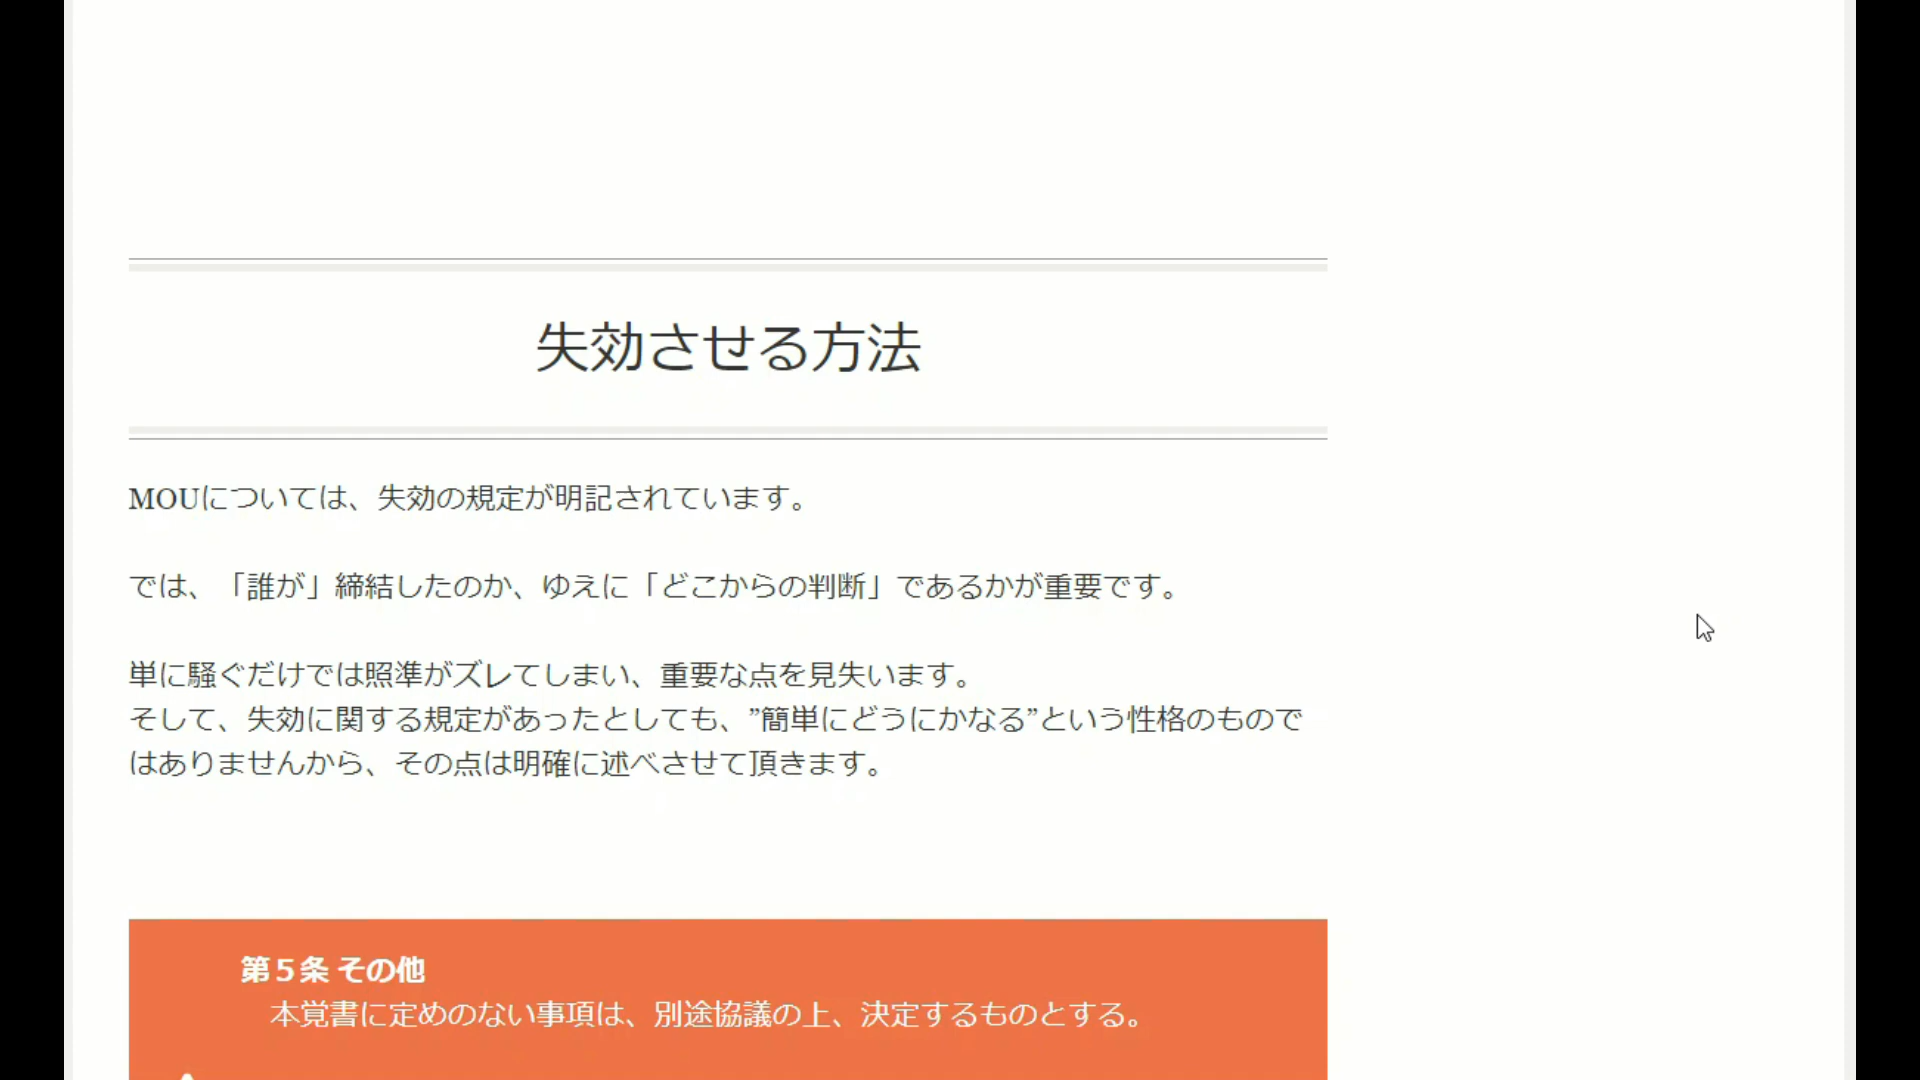 失効させる方法
MOUについては、失効の規定が明記されています。
では、「誰が」締結したのか、ゆえに「どこからの判断」であるかが重要です。
単に騒ぐだけでは照準がズレてしまい、重要な点を見失います。
そして、失効に関する規定があったとしても、”簡単にどうにかなる”という性格のもので
はありませんから、その点は明確に述べさせて頂きます。
第５条 その他
本覚書に定めのない事項は、別途協議の上、決定するものとする。